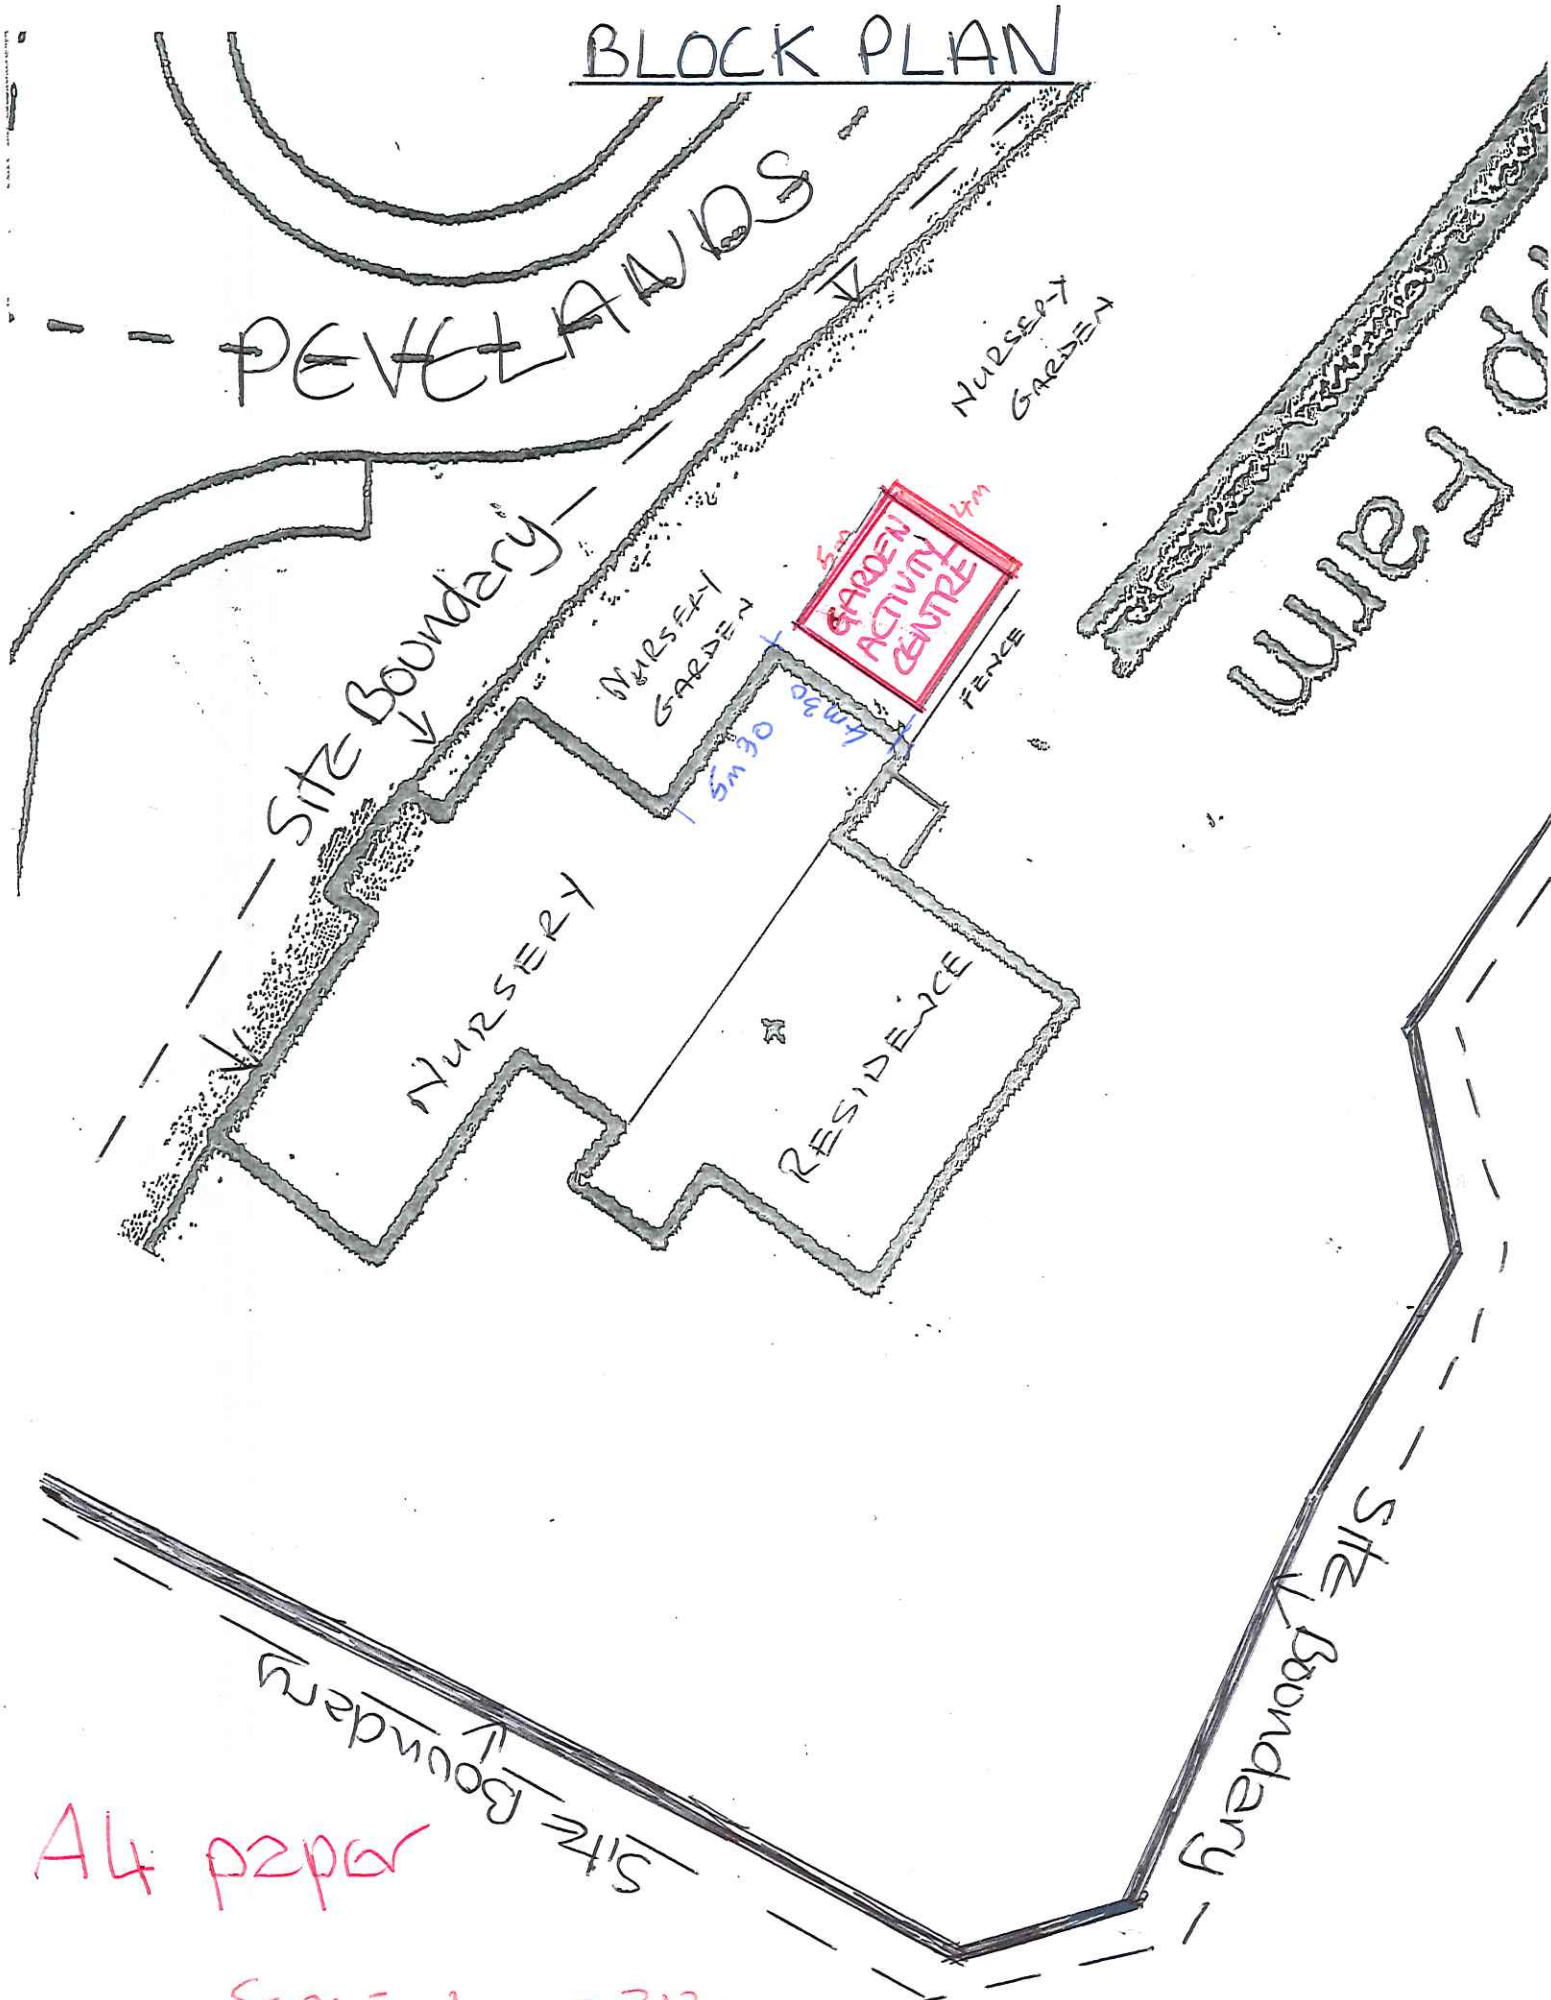 BLOCK PLAN
PEVELANDS
NURSERY
GARDEN
Farm
4m
5m
GARDEN
ACTIVITY
CENTRE
Site Boundary
NURSERY
GARDEN
FENCE
4m30
5m30
NURSERY
RESIDENCE
Site Boundary
Site Boundary
A4 paper